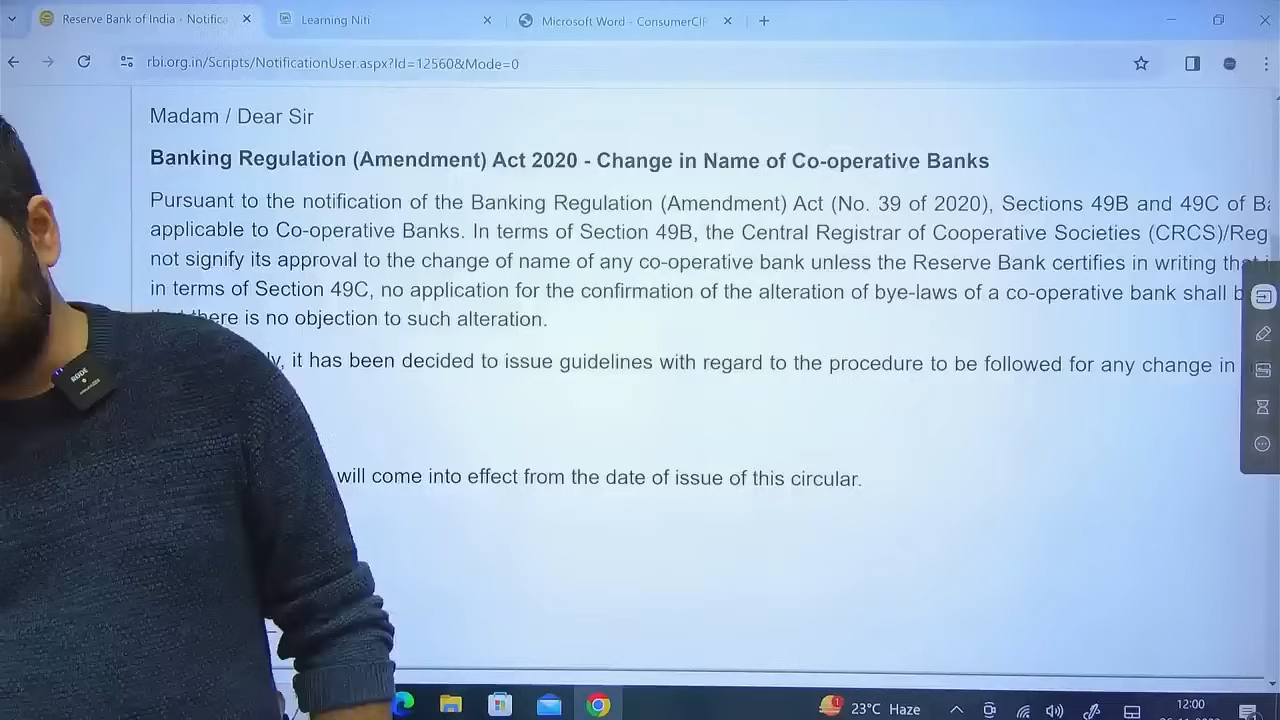 Reserve Bank of India - Notifica
Learning Niti
Microsoft Word - ConsumerCIF
rbi.org.in/Scripts/NotificationUser.aspx?Id=12560&Mode=0
Madam / Dear Sir
Banking Regulation (Amendment) Act 2020 - Change in Name of Co-operative Banks
Pursuant to the notification of the Banking Regulation (Amendment) Act (No. 39 of 2020), Sections 49B and 49C of
applicable to Co-operative Banks. In terms of Section 49B, the Central Registrar of Cooperative Societies (CRCS)/Reg
not signify its approval to the change of name of any co-operative bank unless the Reserve Bank certifies in writing that
in terms of Section 49C, no application for the confirmation of the alteration of bye-laws of a co-operative bank shall b
there is no objection to such alteration.
it has been decided to issue guidelines with regard to the procedure to be followed for any change in
will come into effect from the date of issue of this circular.
RODE
1
23°C Haze
12:00